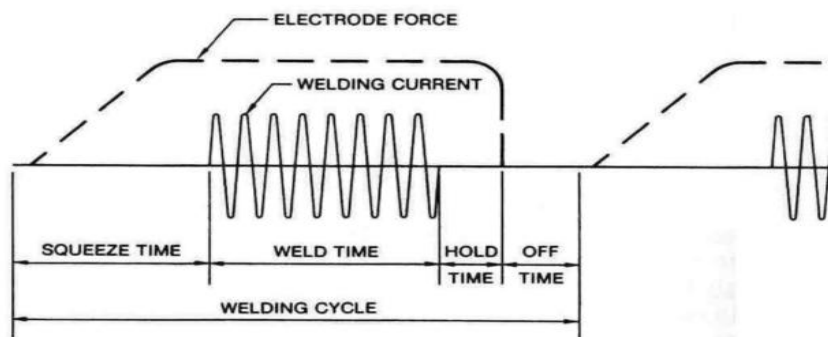 ELECTRODE FORCE
WELDING CURRENT
SQUEEZE TIME
WELD TIME
HOLD
TIME
OFF
TIME
WELDING CYCLE